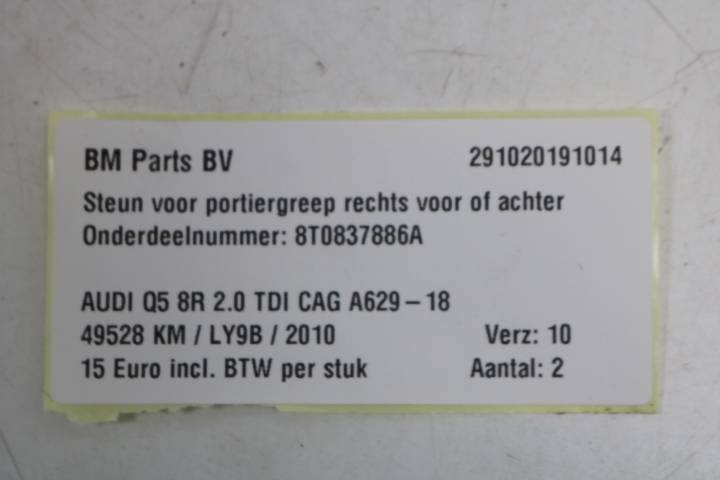 BM Parts BV 291020191014
Steun voor portiergreep rechts voor of achter
Onderdeelnummer: 8T0837886A
AUDI Q5 8R 2.0 TDI CAG A629-18
49528 KM / LY9B / 2010 Verz: 10
15 Euro incl. BTW per stuk Aantal: 2